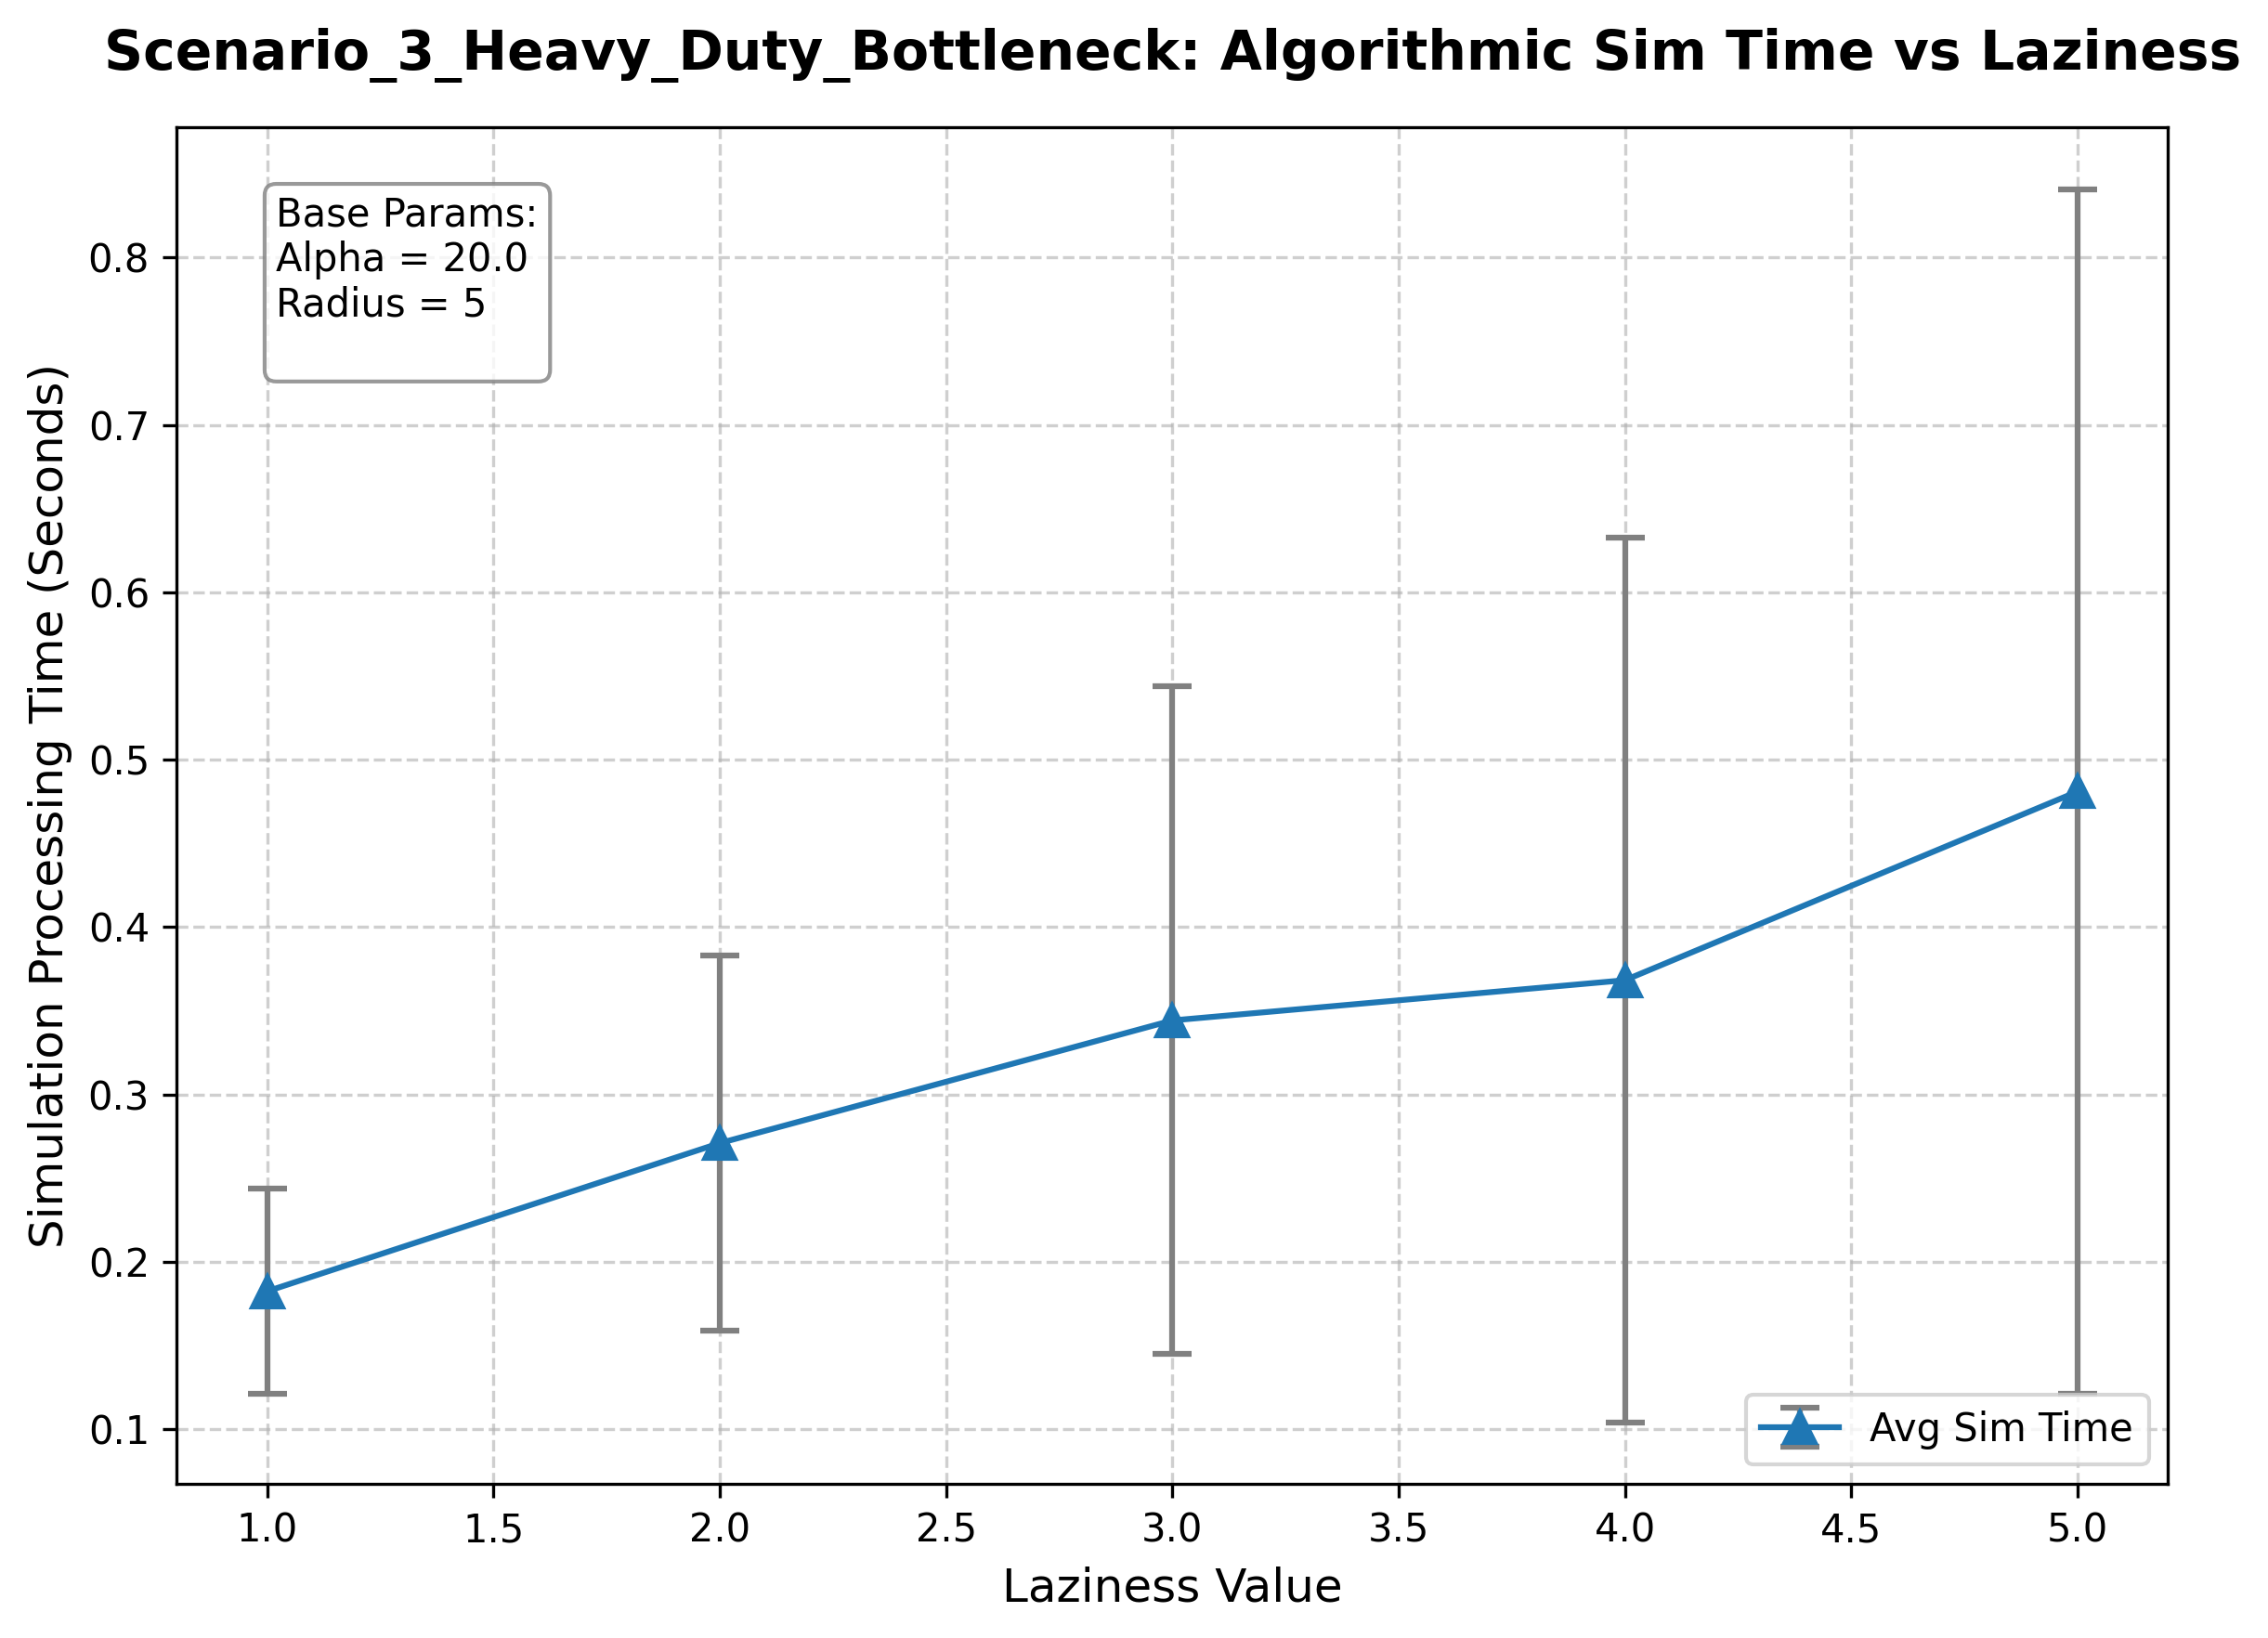 Scenario_3_Heavy_Duty_Bottleneck: Algorithmic Sim Time vs Laziness
Base Params:
Alpha = 20.0
Radius = 5
Simulation Processing Time (Seconds)
0.8
0.7
0.6
0.5
0.4
0.3
0.2
0.1
Avg Sim Time
1.0 1.5 2.0 2.5 3.0 3.5 4.0 4.5 5.0
Laziness Value